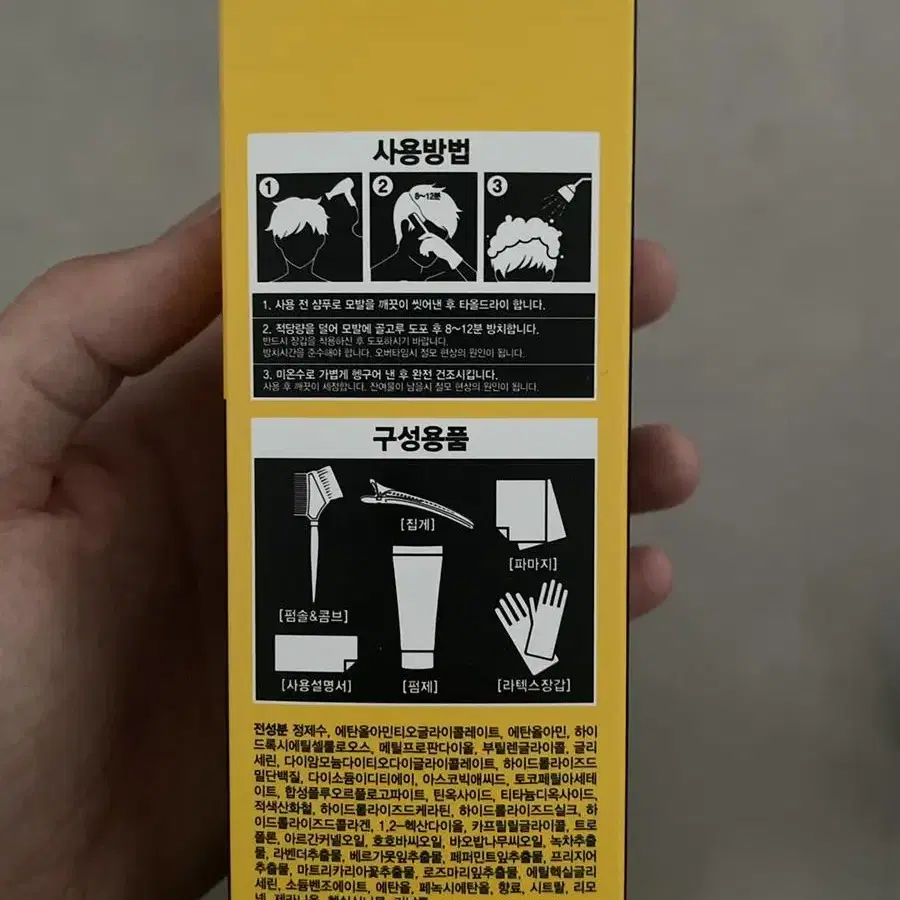 사용방법
1 2 3
8~12분
1. 사용 전 샴푸로 모발을 깨끗이 씻어낸 후 타올드라이 합니다.
2. 적당량을 덜어 모발에 골고루 도포 후 8~12분 방치합니다.
반드시 장갑을 착용하신 후 도포하시기 바랍니다.
방치시간을 준수해야 합니다. 오버타임시 절모 현상의 원인이 됩니다.
3. 미온수로 가볍게 헹구어 낸 후 완전 건조시킵니다.
사용 후 깨끗이 세정합니다. 잔여물이 남을시 절모 현상의 원인이 됩니다.
구성용품
[집게]
[파마지]
[펌솔&콤브]
[사용설명서] [펌제] [라텍스장갑]
전성분 정제수, 에탄올아민티오글라이콜레이트, 에탄올아민, 하이
드록시에틸셀룰로오스, 메틸프로판다이올, 부틸렌글라이콜, 글리
세린, 다이암모늄다이티오다이글라이콜레이트, 하이드롤라이즈드
밀단백질, 다이소듐이디티에이, 아스코빅애씨드, 토코페릴아세테
이트, 합성플루오르플로고파이트, 틴옥사이드, 티타늄디옥사이드,
적색산화철, 하이드롤라이즈드케라틴, 하이드롤라이즈드실크, 하
이드롤라이즈드콜라겐, 1,2-헥산다이올, 카프릴릴글라이콜, 트로
폴론, 아르간커넬오일, 호호바씨오일, 바오밥나무씨오일, 녹차추출
물, 라벤더추출물, 베르가못잎추출물, 페퍼민트잎추출물, 프리지어
추출물, 마트리카리아꽃추출물, 로즈마리잎추출물, 에틸헥실글리
세린, 소듐벤조에이트, 에탄올, 페녹시에탄올, 향료, 시트랄, 리모